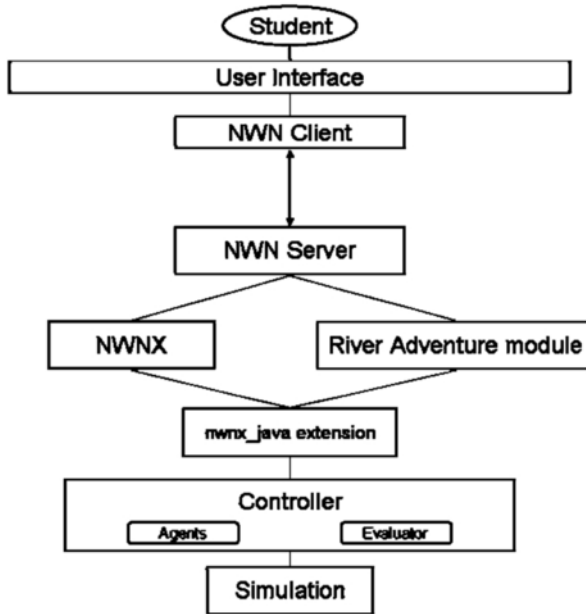 Student
User Interface
NWN Client
NWN Server
NWNX
River Adventure module
nwnx_java extension
Controller
Agents
Evaluator
Simulation